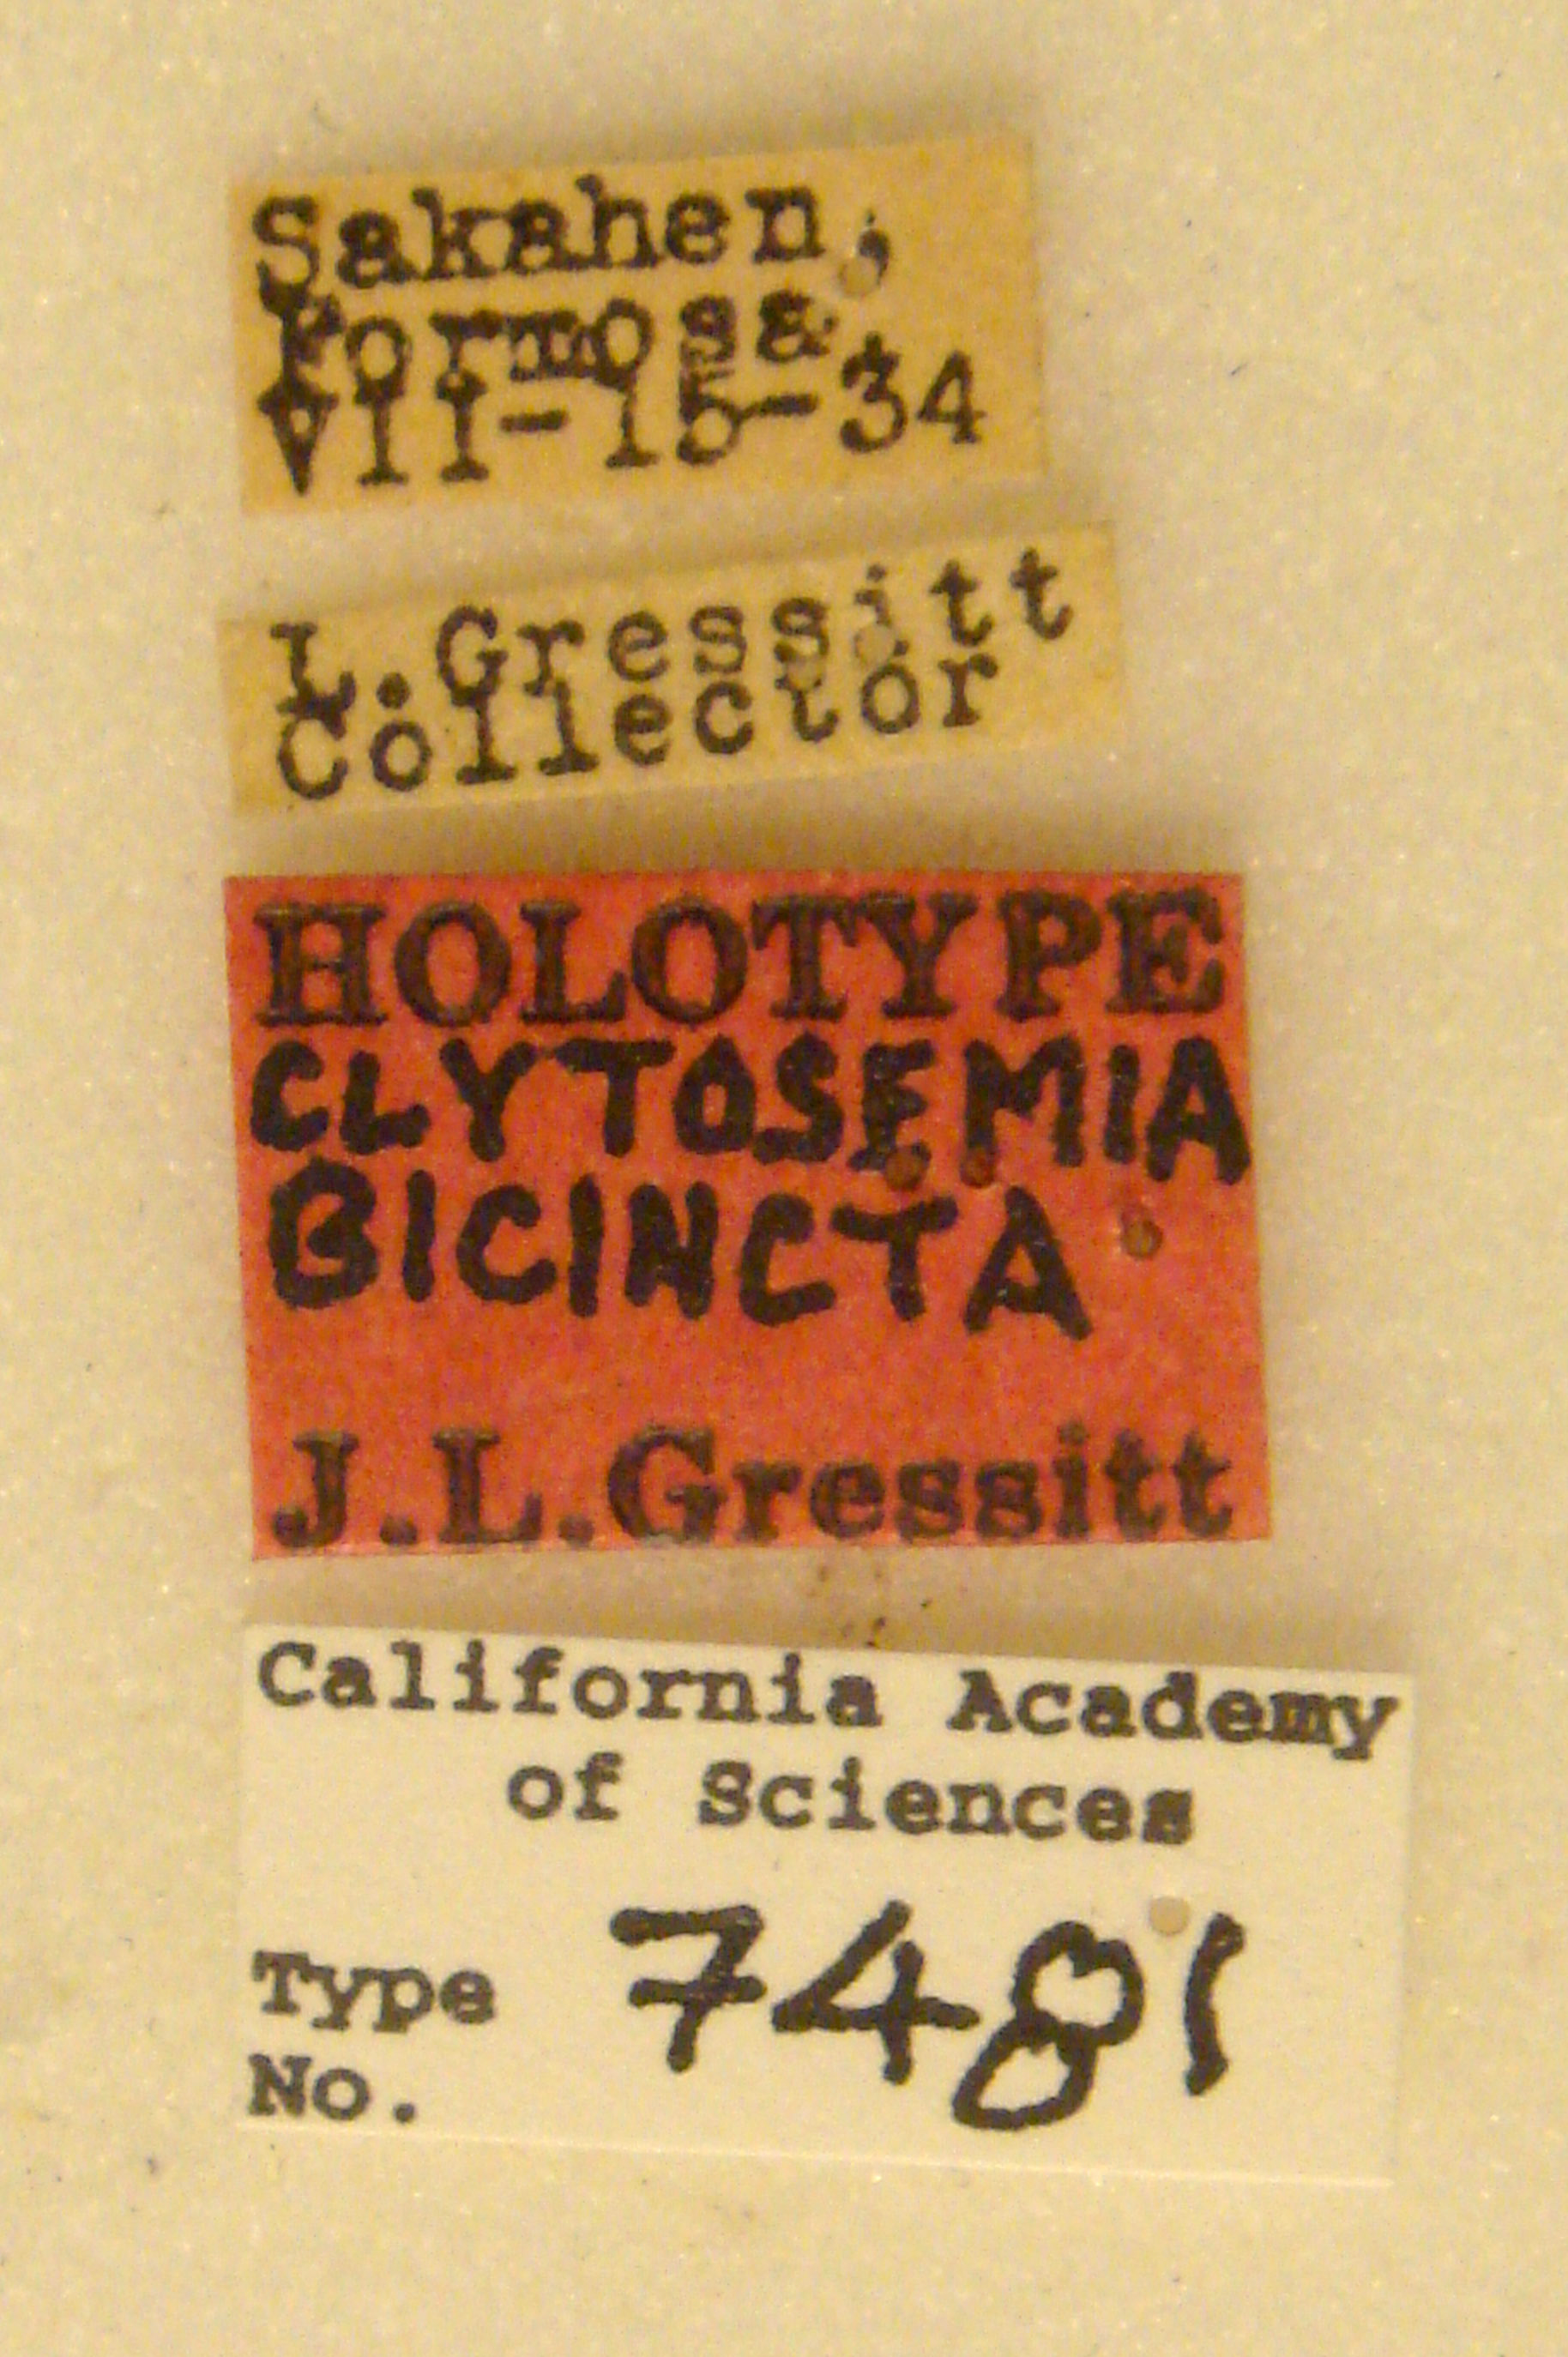 Sakahen,
Formosa,
VII-15-34
L.Gressitt
Collector
HOLOTYPE
CLYTOSEMIA
BICINCTA
J.L.Gressitt
California Academy
of Sciences
Type
No. 7481